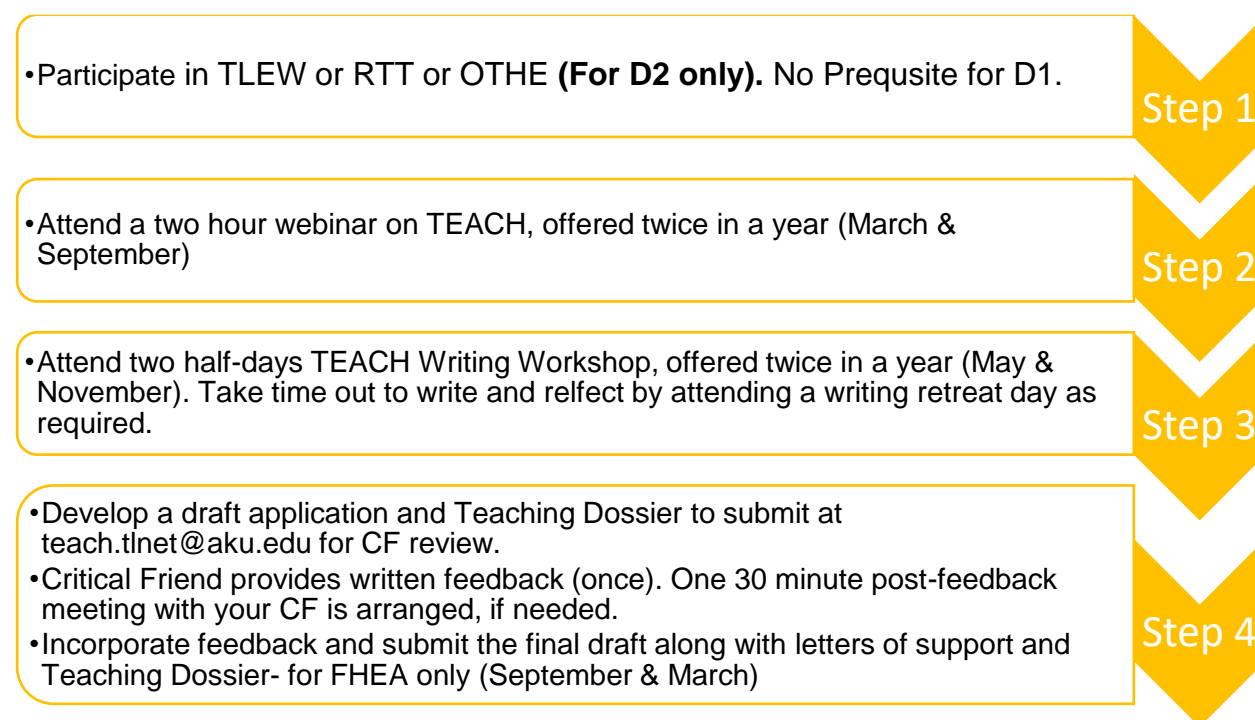 •Participate in TLEW or RTT or OTHE (For D2 only). No Prequsite for D1.
Step 1
•Attend a two hour webinar on TEACH, offered twice in a year (March &
September)
Step 2
•Attend two half-days TEACH Writing Workshop, offered twice in a year (May &
November). Take time out to write and relfect by attending a writing retreat day as
required.
Step 3
•Develop a draft application and Teaching Dossier to submit at
teach.tlnet@aku.edu for CF review.
•Critical Friend provides written feedback (once). One 30 minute post-feedback
meeting with your CF is arranged, if needed.
•Incorporate feedback and submit the final draft along with letters of support and
Teaching Dossier- for FHEA only (September & March)
Step 4